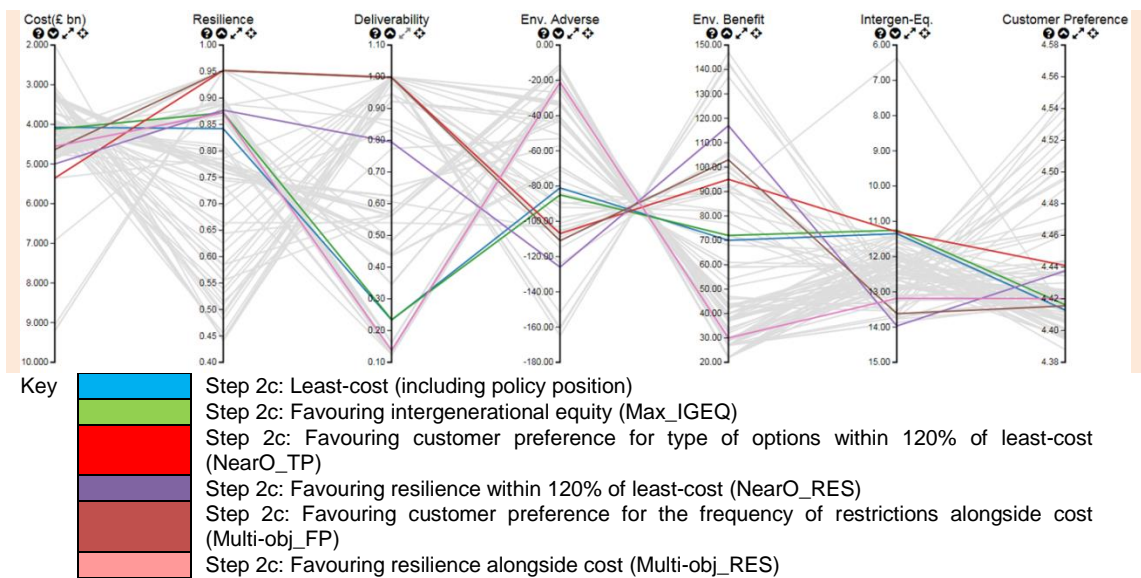 Cost(£ bn) Resilience Deliverability Env. Adverse Env. Benefit Intergen-Eq. Customer Preference
2.000 1.00 1.10 0.00 150.00 6.00 4.58
3.000 0.95 1.00 -20.00 140.00 7.00 4.56
4.000 0.90 0.90 -40.00 130.00 8.00 4.54
5.000 0.85 0.80 -60.00 120.00 9.00 4.52
6.000 0.80 0.70 -80.00 110.00 10.00 4.50
7.000 0.75 0.60 -100.00 100.00 11.00 4.48
8.000 0.70 0.50 -120.00 90.00 12.00 4.46
9.000 0.65 0.40 -140.00 80.00 13.00 4.44
10.000 0.60 0.30 -160.00 70.00 14.00 4.42
0.55 0.20 -180.00 60.00 15.00 4.40
0.50 0.10 50.00 4.38
0.45 40.00
0.40 30.00
20.00
Key
Step 2c: Least-cost (including policy position)
Step 2c: Favouring intergenerational equity (Max_IGEQ)
Step 2c: Favouring customer preference for type of options within 120% of least-cost
(NearO_TP)
Step 2c: Favouring resilience within 120% of least-cost (NearO_RES)
Step 2c: Favouring customer preference for the frequency of restrictions alongside cost
(Multi-obj_FP)
Step 2c: Favouring resilience alongside cost (Multi-obj_RES)